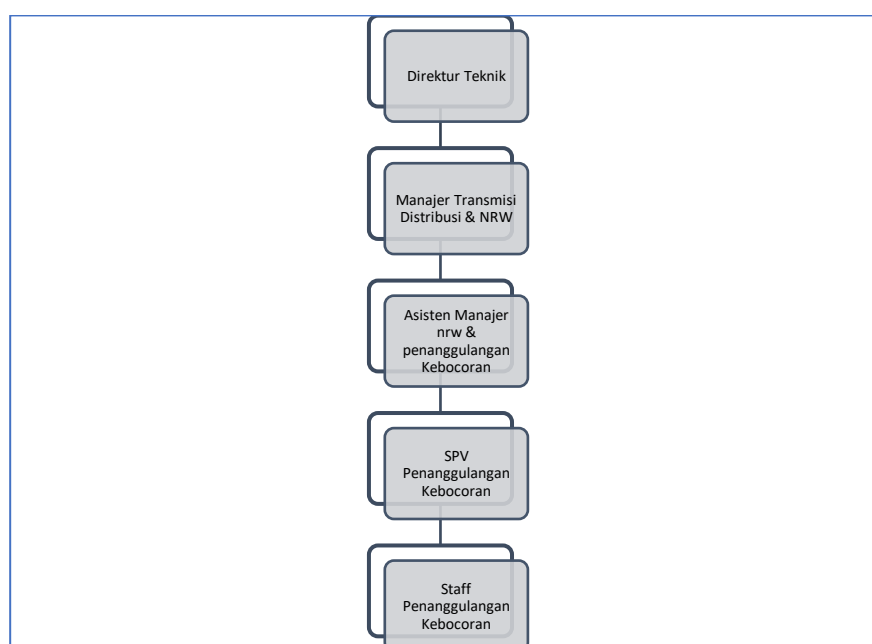 Direktur Teknik
Manajer Transmisi
Distribusi & NRW
Asisten Manajer
nrw &
penanggulangan
Kebocoran
SPV
Penanggulangan
Kebocoran
Staff
Penanggulangan
Kebocoran